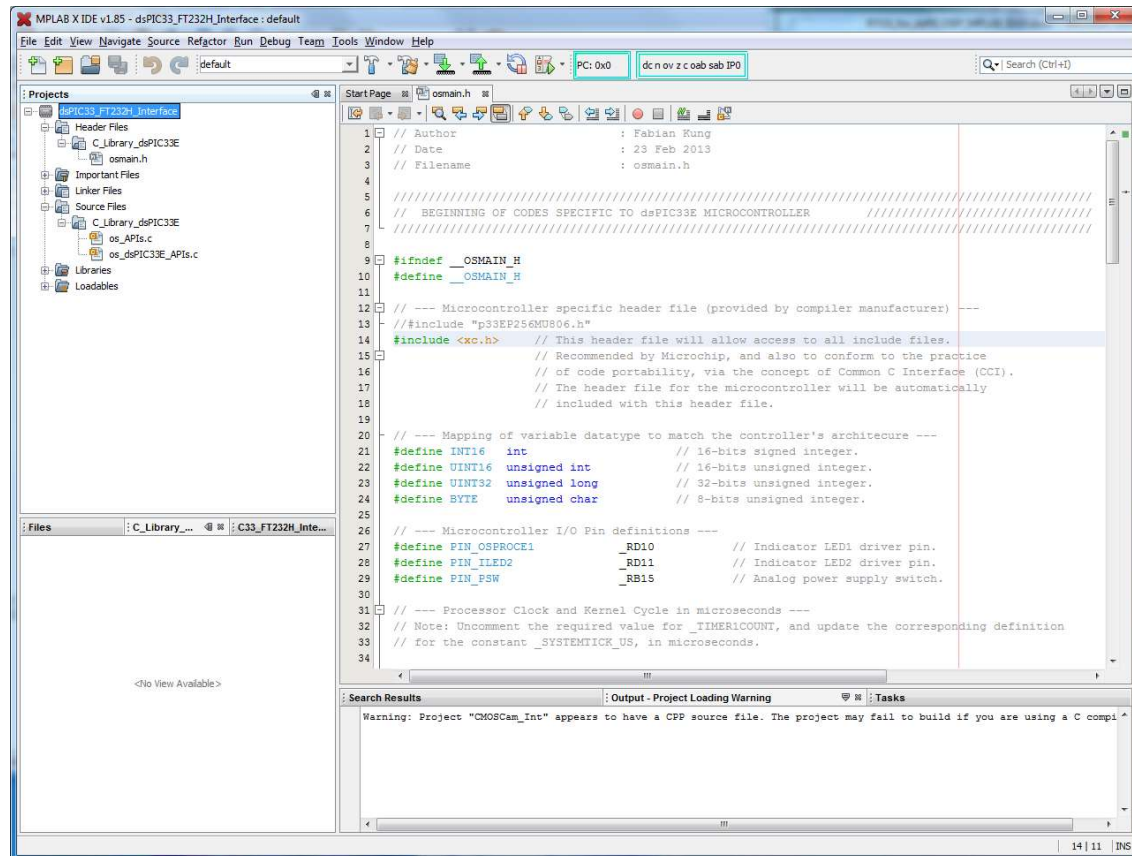 MPLAB X IDE v1.85 - dsPIC33_FT232H_Interface : default
File Edit View Navigate Source Refactor Run Debug Team Tools Window Help
default
PC: 0x0
dc n ov z c oab sab IP0
Search (Ctrl+I)
Projects
dsPIC33_FT232H_Interface
Header Files
C_Library_dsPIC33E
osmain.h
Important Files
Linker Files
Source Files
C_Library_dsPIC33E
os_APIs.c
os_dsPIC33E_APIs.c
Libraries
Loadables
Files
C_Library_...
C33_FT232H_Inte...
<No View Available>
Start Page
osmain.h
1 // Author : Fabian Kung
2 // Date : 23 Feb 2013
3 // Filename : osmain.h
4
5 ///////////////////////////////////////////////////////////////////////////////////////////////////
6 // BEGINNING OF CODES SPECIFIC TO dsPIC33E MICROCONTROLLER ////////////////////////////////
7 ///////////////////////////////////////////////////////////////////////////////////////////////////
8
9 #ifndef __OSMAIN_H
10 #define __OSMAIN_H
11
12 // --- Microcontroller specific header file (provided by compiler manufacturer) ---
13 //#include "p33EP256MU806.h"
14 #include <xc.h> // This header file will allow access to all include files.
15 // Recommended by Microchip, and also to conform to the practice
16 // of code portability, via the concept of Common C Interface (CCI).
17 // The header file for the microcontroller will be automatically
18 // included with this header file.
19
20 // --- Mapping of variable datatype to match the controller's architecure ---
21 #define INT16 int // 16-bits signed integer.
22 #define UINT16 unsigned int // 16-bits unsigned integer.
23 #define UINT32 unsigned long // 32-bits unsigned integer.
24 #define BYTE unsigned char // 8-bits unsigned integer.
25
26 // --- Microcontroller I/O Pin definitions ---
27 #define PIN_OSPROCE1 _RD10 // Indicator LED1 driver pin.
28 #define PIN_ILED2 _RD11 // Indicator LED2 driver pin.
29 #define PIN_PSW _RB15 // Analog power supply switch.
30
31 // --- Processor Clock and Kernel Cycle in microseconds ---
32 // Note: Uncomment the required value for _TIMER1COUNT, and update the corresponding definition
33 // for the constant _SYSTEMTICK_US, in microseconds.
34
Search Results
Output - Project Loading Warning
Tasks
Warning: Project "CMOSCam_Int" appears to have a CPP source file. The project may fail to build if you are using a C compi
14 | 11 INS